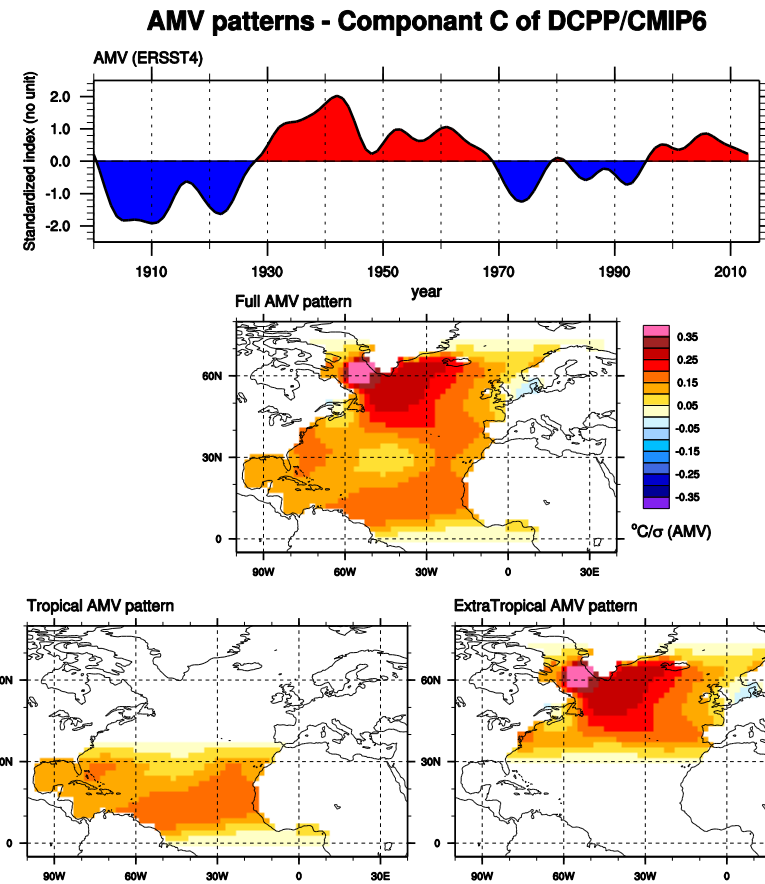 AMV patterns - Componant C of DCPP/CMIP6
AMV (ERSST4)
Standardized index (no unit)
2.0
1.0
0.0
-1.0
-2.0
1910 1930 1950 1970 1990 2010
year
Full AMV pattern
60N
30N
0
90W 60W 30W 0 30E
0.35
0.25
0.15
0.05
-0.05
-0.15
-0.25
-0.35
°C/σ (AMV)
Tropical AMV pattern
0N
0N
0
90W 60W 30W 0 30E
ExtraTropical AMV pattern
60N
30N
0
90W 60W 30W 0